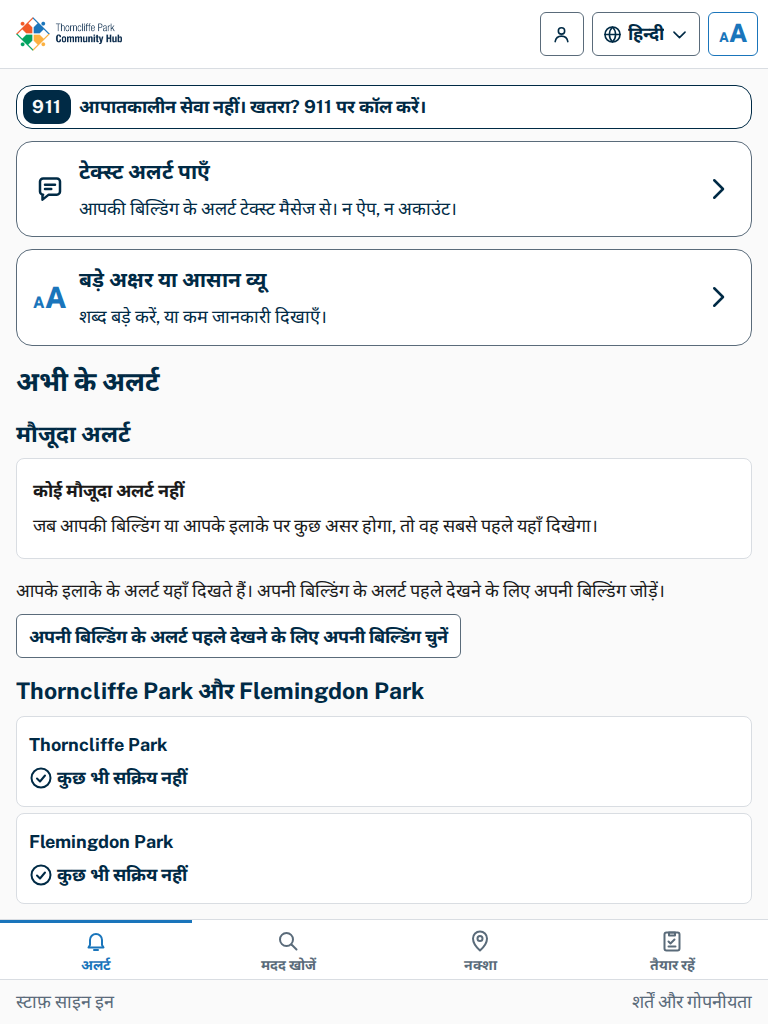 Thorncliffe Park
Community Hub
हिन्दी
AA
911 आपातकालीन सेवा नहीं। खतरा? 911 पर कॉल करें।
टेक्स्ट अलर्ट पाएँ
आपकी बिल्डिंग के अलर्ट टेक्स्ट मैसेज से। न ऐप, न अकाउंट।
AA
बड़े अक्षर या आसान व्यू
शब्द बड़े करें, या कम जानकारी दिखाएँ।
अभी के अलर्ट
मौजूदा अलर्ट
कोई मौजूदा अलर्ट नहीं
जब आपकी बिल्डिंग या आपके इलाके पर कुछ असर होगा, तो वह सबसे पहले यहाँ दिखेगा।
आपके इलाके के अलर्ट यहाँ दिखते हैं। अपनी बिल्डिंग के अलर्ट पहले देखने के लिए अपनी बिल्डिंग जोड़ें।
अपनी बिल्डिंग के अलर्ट पहले देखने के लिए अपनी बिल्डिंग चुनें
Thorncliffe Park और Flemingdon Park
Thorncliffe Park
कुछ भी सक्रिय नहीं
Flemingdon Park
कुछ भी सक्रिय नहीं
अलर्ट
मदद खोजें
नक्शा
तैयार रहें
स्टाफ़ साइन इन
शर्तें और गोपनीयता